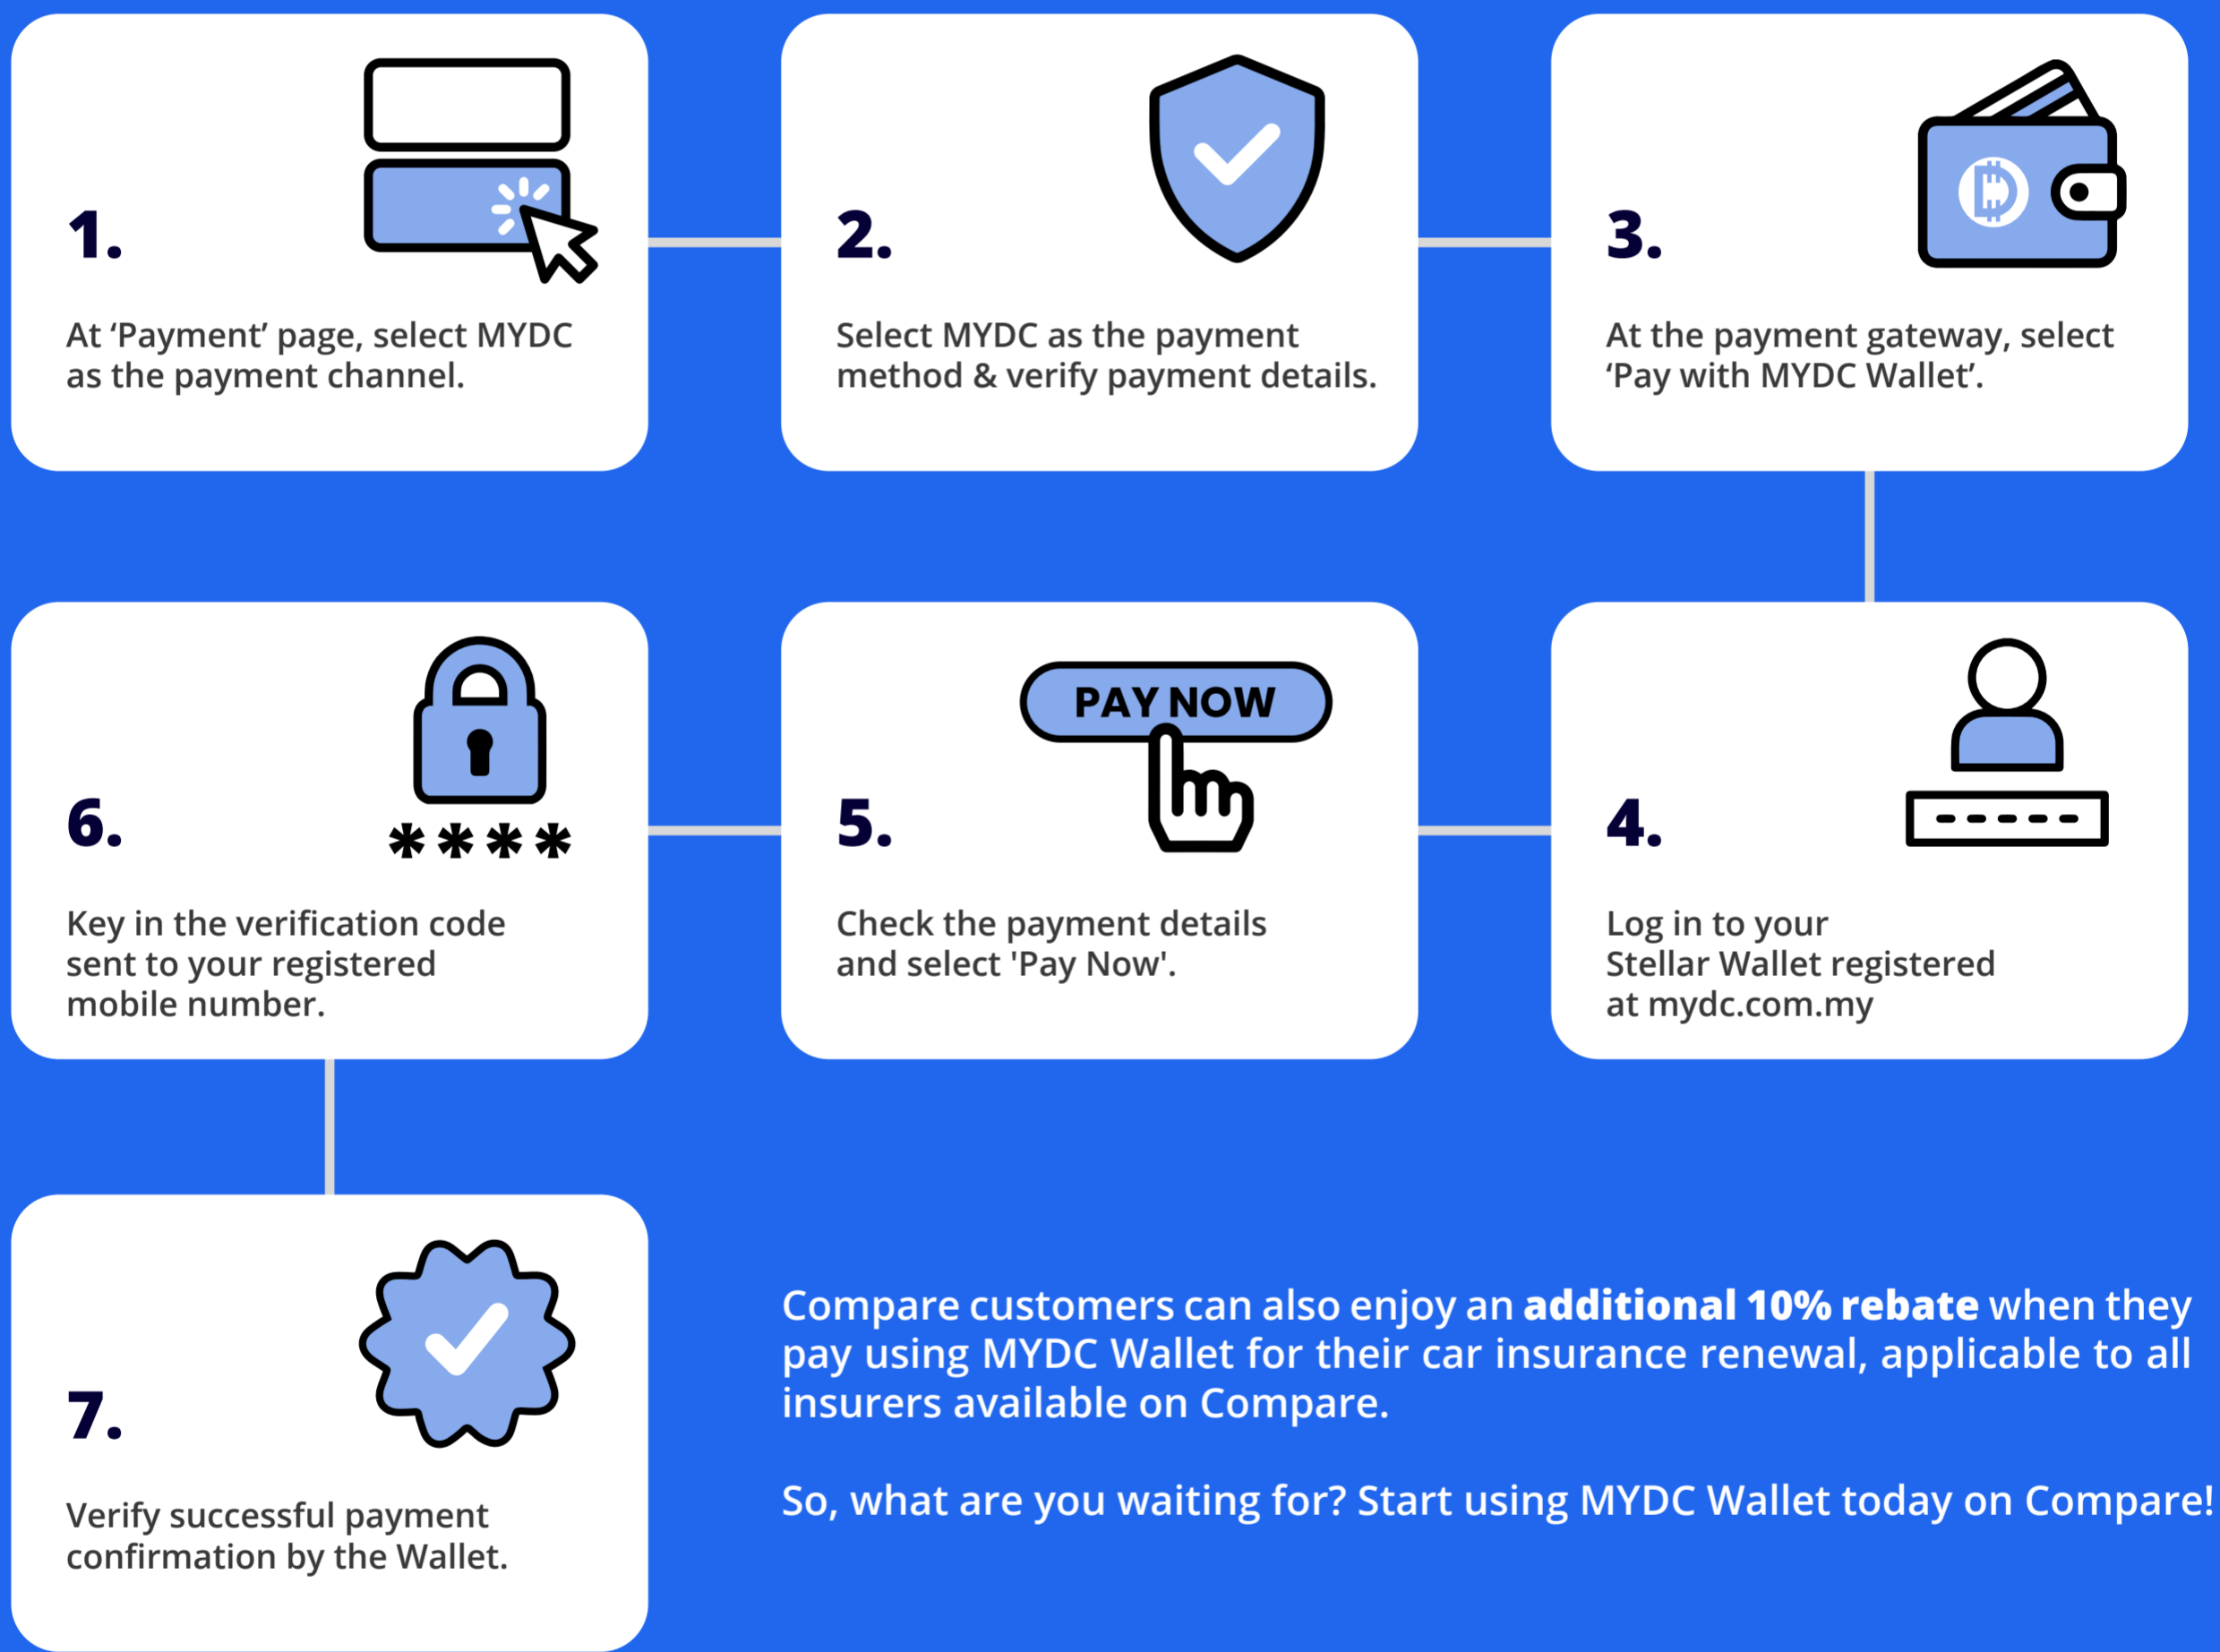 1.
At ‘Payment’ page, select MYDC
as the payment channel.
2.
Select MYDC as the payment
method & verify payment details.
3.
At the payment gateway, select
‘Pay with MYDC Wallet’.
4.
Log in to your
Stellar Wallet registered
at mydc.com.my
PAY NOW
5.
Check the payment details
and select 'Pay Now'.
6.
****
Key in the verification code
sent to your registered
mobile number.
7.
Verify successful payment
confirmation by the Wallet.
Compare customers can also enjoy an additional 10% rebate when they
pay using MYDC Wallet for their car insurance renewal, applicable to all
insurers available on Compare.
So, what are you waiting for? Start using MYDC Wallet today on Compare!